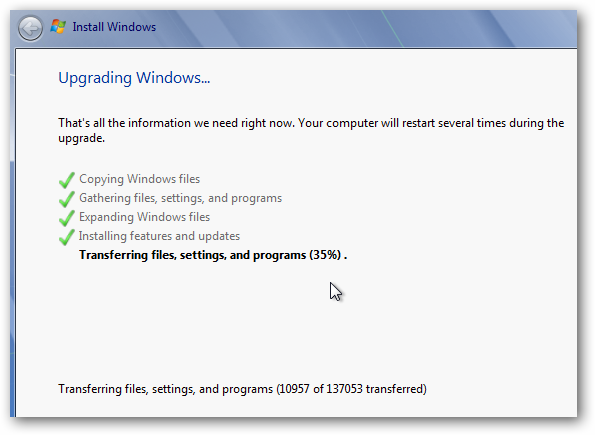 Install Windows
Upgrading Windows...
That's all the information we need right now. Your computer will restart several times during the
upgrade.
Copying Windows files
Gathering files, settings, and programs
Expanding Windows files
Installing features and updates
Transferring files, settings, and programs (35%) .
Transferring files, settings, and programs (10957 of 137053 transferred)